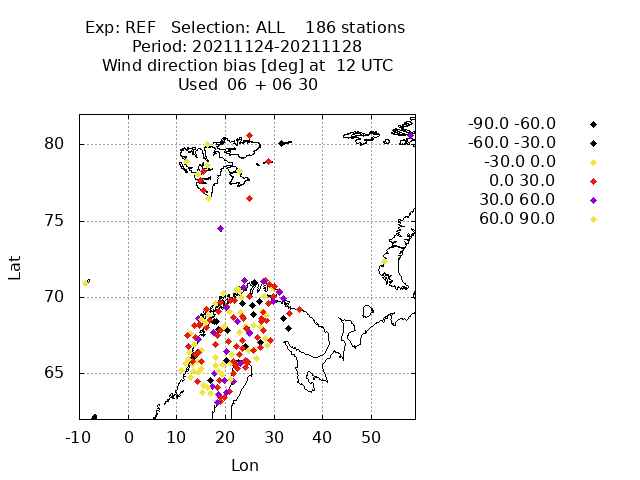 Exp: REF Selection: ALL 186 stations
Period: 20211124-20211128
Wind direction bias [deg] at 12 UTC
Used 06 + 06 30
-90.0 -60.0
-60.0 -30.0
-30.0 0.0
0.0 30.0
30.0 60.0
60.0 90.0
80
75
70
65
Lat
-10 0 10 20 30 40 50
Lon